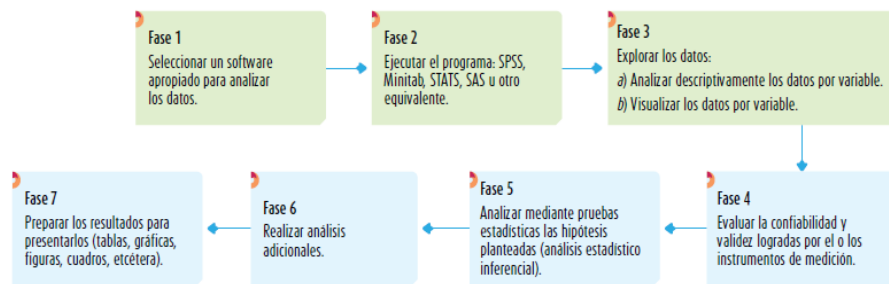 Fase 1
Seleccionar un software
apropiado para analizar
los datos.
Fase 2
Ejecutar el programa: SPSS,
Minitab, STATS, SAS u otro
equivalente.
Fase 3
Explorar los datos:
a) Analizar descriptivamente los datos por variable.
b) Visualizar los datos por variable.
Fase 4
Evaluar la confiabilidad y
validez logradas por el o los
instrumentos de medición.
Fase 5
Analizar mediante pruebas
estadísticas las hipótesis
planteadas (análisis estadístico
inferencial).
Fase 6
Realizar análisis
adicionales.
Fase 7
Preparar los resultados para
presentarlos (tablas, gráficas,
figuras, cuadros, etcétera).